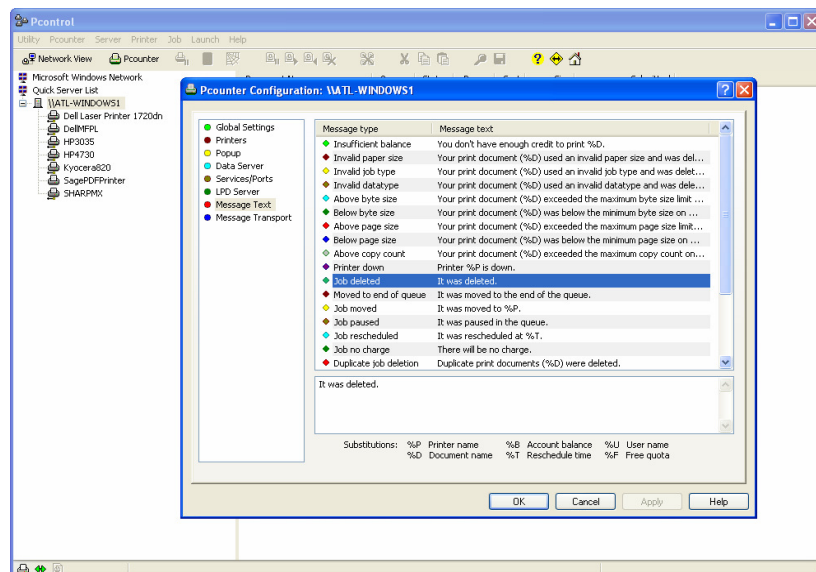 Pcontrol
Utility Pcounter Server Printer Job Launch Help
Network View Pcounter
Microsoft Windows Network
Quick Server List
\\ATL-WINDOWS1
Dell Laser Printer 1720dn
DellMFPL
HP3035
HP4730
Kyocera820
SagePDFPrinter
SHARPMX
Pcounter Configuration: \\ATL-WINDOWS1
Global Settings
Printers
Popup
Data Server
Services/Ports
LPD Server
Message Text
Message Transport
Message type Message text
Insufficient balance You don't have enough credit to print %D.
Invalid paper size Your print document (%D) used an invalid paper size and was del...
Invalid job type Your print document (%D) used an invalid job type and was delet...
Invalid datatype Your print document (%D) used an invalid datatype and was dele...
Above byte size Your print document (%D) exceeded the maximum byte size limit ...
Below byte size Your print document (%D) was below the minimum byte size on ...
Above page size Your print document (%D) exceeded the maximum page size limit...
Below page size Your print document (%D) was below the minimum page size on ...
Above copy count Your print document (%D) exceeded the maximum copy count on...
Printer down Printer %P is down.
Job deleted It was deleted.
Moved to end of queue It was moved to the end of the queue.
Job moved It was moved to %P.
Job paused It was paused in the queue.
Job rescheduled It was rescheduled at %T.
Job no charge There will be no charge.
Duplicate job deletion Duplicate print documents (%D) were deleted.
It was deleted.
Substitutions: %P Printer name %B Account balance %U User name
%D Document name %T Reschedule time %F Free quota
OK Cancel Apply Help